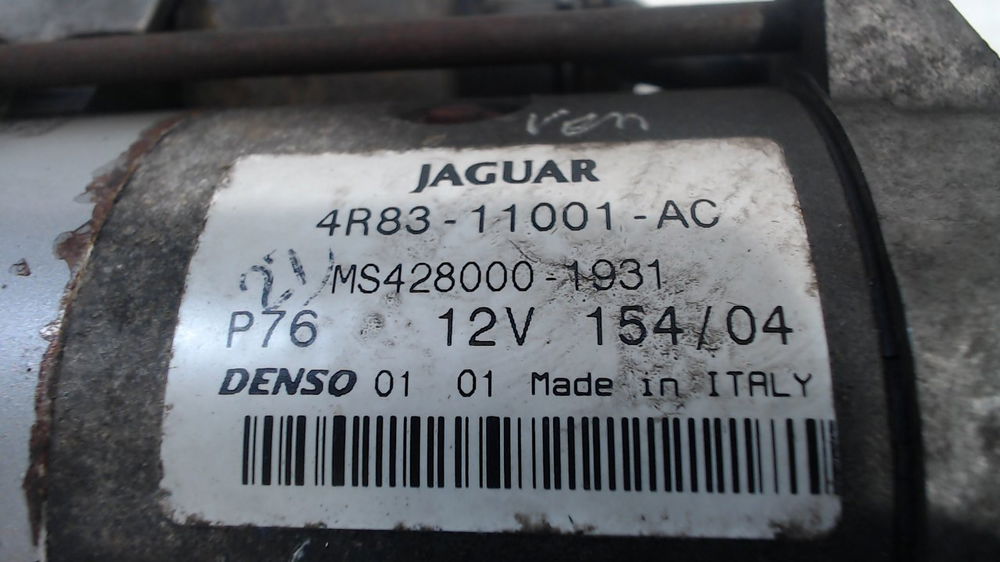 JAGUAR
4R83-11001-AC
MS428000-1931
P76 12V 154/04
DENSO 01 01 Made in ITALY